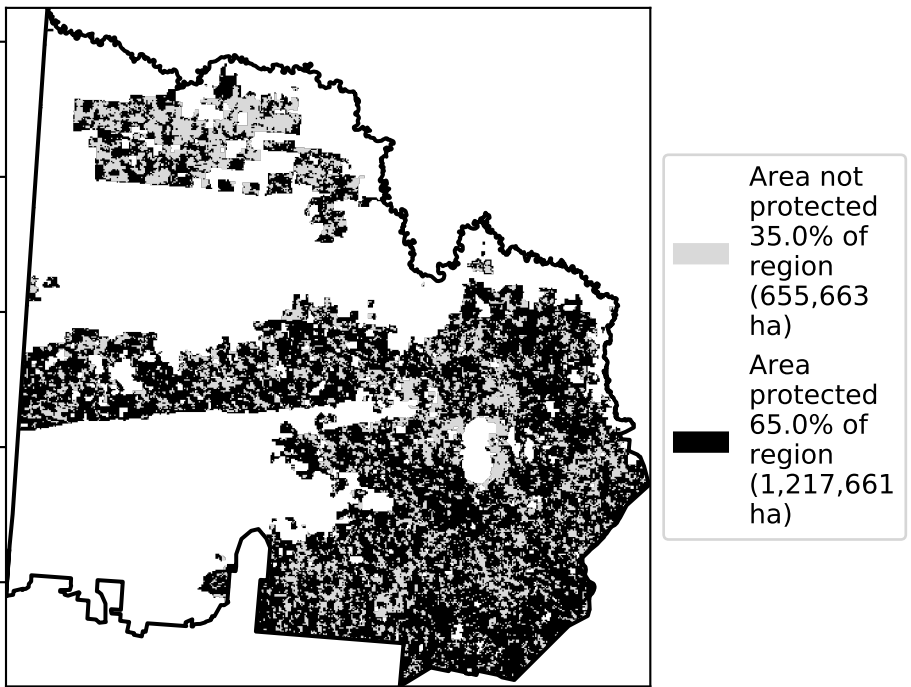 Area not
protected
35.0% of
region
(655,663
ha)
Area
protected
65.0% of
region
(1,217,661
ha)